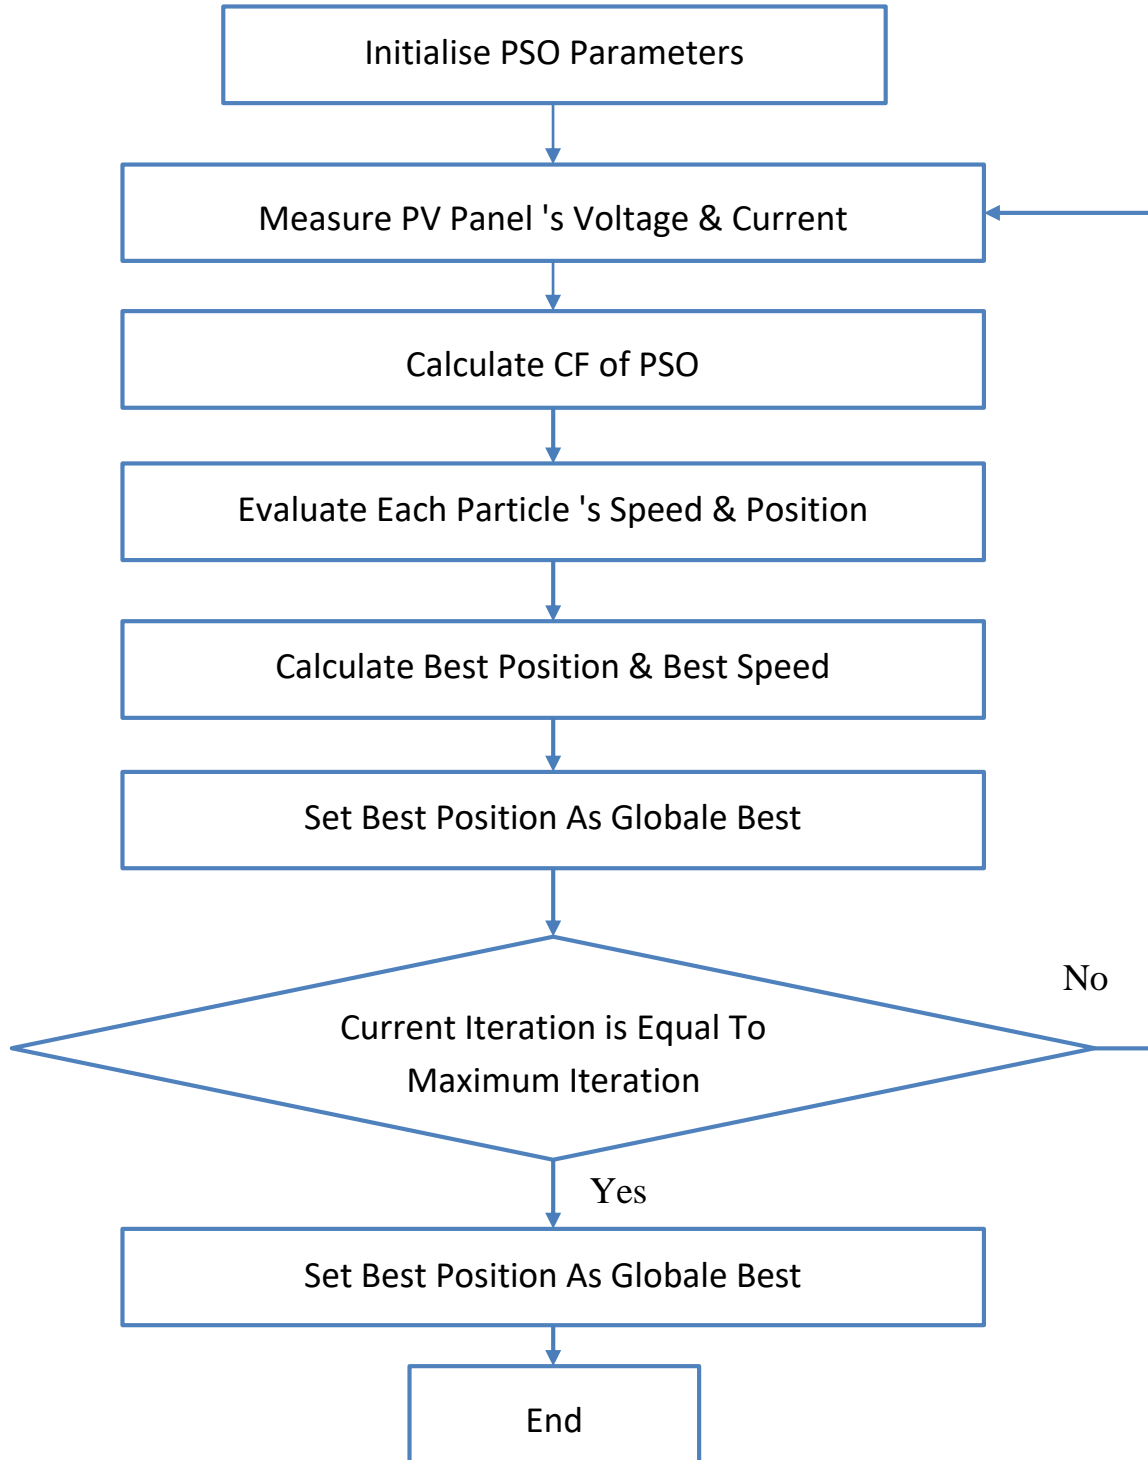 Initialise PSO Parameters
Measure PV Panel 's Voltage & Current
Calculate CF of PSO
Evaluate Each Particle 's Speed & Position
Calculate Best Position & Best Speed
Set Best Position As Globale Best
No
Current Iteration is Equal To
Maximum Iteration
Yes
Set Best Position As Globale Best
End